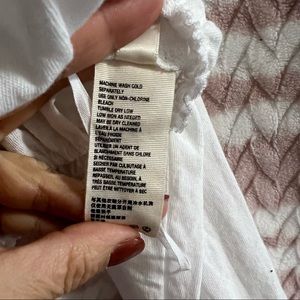 MACHINE WASH COLD
SEPARATELY
USE ONLY NON-CHLORINE
BLEACH
TUMBLE DRY LOW
LOW IRON AS NEEDED
MAY BE DRY CLEANED
LAVER À LA MACHINE À
L'EAU FROIDE
SÉPARÉMENT
UTILISER UN AGENT DE
BLANCHIMENT DANS CHLORE
SI NÉCESSAIRE
SÉCHER PAR CULBUTAGE À
BASSE TEMPÉRATURE
REPASSER AU BESOIN, À
TRÈS BASSE TEMPÉRATURE
PEUT ÊTRE NETTOYÉ À SEC